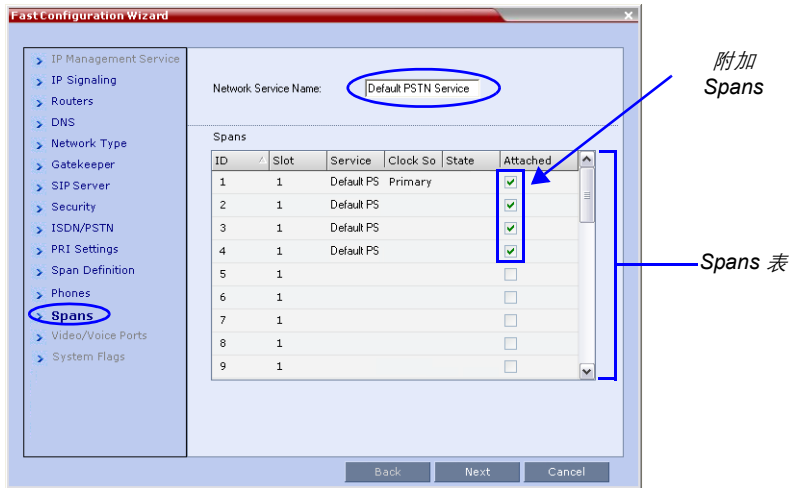 Fast Configuration Wizard
IP Management Service
IP Signaling
Routers
DNS
Network Type
Gatekeeper
SIP Server
Security
ISDN/PSTN
PRI Settings
Span Definition
Phones
Spans
Video/Voice Ports
System Flags
Network Service Name: Default PSTN Service
Spans
ID Slot Service Clock So State Attached
1 1 Default PS Primary
2 1 Default PS
3 1 Default PS
4 1 Default PS
5 1
6 1
7 1
8 1
9 1
Back Next Cancel
附加
Spans
Spans 表